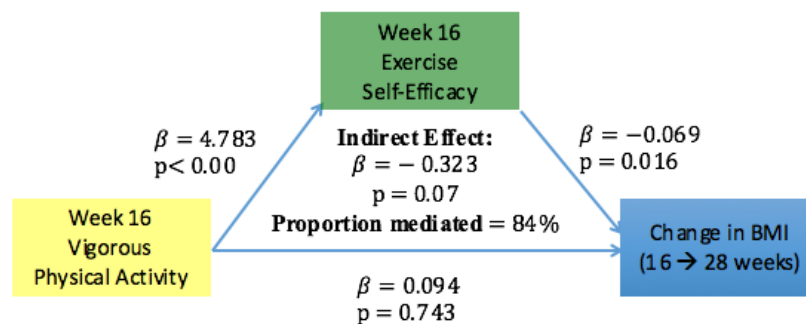 Week 16
Exercise
Self-Efficacy
β = 4.783
p< 0.00
Indirect Effect:
β = − 0.323
p = 0.07
Proportion mediated = 84%
β = −0.069
p = 0.016
Week 16
Vigorous
Physical Activity
Change in BMI
(16 → 28 weeks)
β = 0.094
p = 0.743